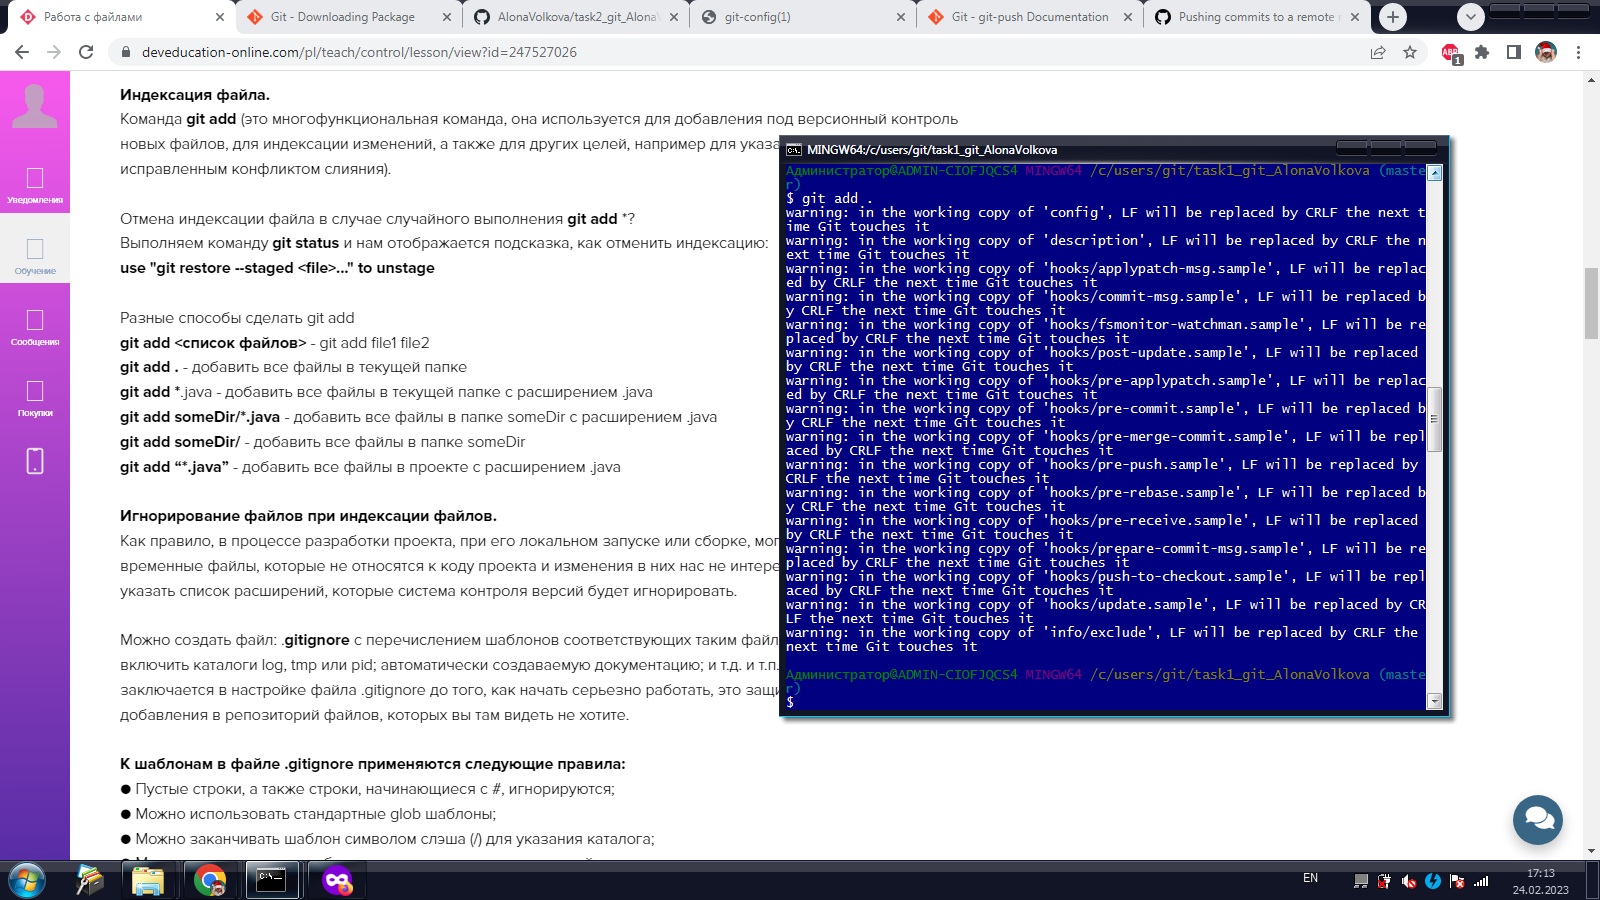 Работа с файлами
Git - Downloading Package
AlonaVolkova/task2_git_AlonaV
git-config(1)
Git - git-push Documentation
Pushing commits to a remote r
deveducation-online.com/pl/teach/control/lesson/view?id=247527026
ABP
1
Уведомления
Обучение
Сообщения
Покупки
Индексация файла.
Команда git add (это многофункциональная команда, она используется для добавления под версионный контроль
новых файлов, для индексации изменений, а также для других целей, например для указа
исправленным конфликтом слияния).
Отмена индексации файла в случае случайного выполнения git add *?
Выполняем команду git status и нам отображается подсказка, как отменить индексацию:
use "git restore --staged <file>..." to unstage
Разные способы сделать git add
git add <список файлов> - git add file1 file2
git add . - добавить все файлы в текущей папке
git add *.java - добавить все файлы в текущей папке с расширением .java
git add someDir/*.java - добавить все файлы в папке someDir с расширением .java
git add someDir/ - добавить все файлы в папке someDir
git add “*.java” - добавить все файлы в проекте с расширением .java
Игнорирование файлов при индексации файлов.
Как правило, в процессе разработки проекта, при его локальном запуске или сборке, мог
временные файлы, которые не относятся к коду проекта и изменения в них нас не интере
указать список расширений, которые система контроля версий будет игнорировать.
Можно создать файл: .gitignore с перечислением шаблонов соответствующих таким файл
включить каталоги log, tmp или pid; автоматически создаваемую документацию; и т.д. и т.п.
заключается в настройке файла .gitignore до того, как начать серьезно работать, это защи
добавления в репозиторий файлов, которых вы там видеть не хотите.
К шаблонам в файле .gitignore применяются следующие правила:
● Пустые строки, а также строки, начинающиеся с #, игнорируются;
● Можно использовать стандартные glob шаблоны;
● Можно заканчивать шаблон символом слэша (/) для указания каталога;
MINGW64:/c/users/git/task1_git_AlonaVolkova
Администратор@ADMIN-CIOFJQCS4 MINGW64 /c/users/git/task1_git_AlonaVolkova (maste
r)
$ git add .
warning: in the working copy of 'config', LF will be replaced by CRLF the next t
ime Git touches it
warning: in the working copy of 'description', LF will be replaced by CRLF the n
ext time Git touches it
warning: in the working copy of 'hooks/applypatch-msg.sample', LF will be replac
ed by CRLF the next time Git touches it
warning: in the working copy of 'hooks/commit-msg.sample', LF will be replaced b
y CRLF the next time Git touches it
warning: in the working copy of 'hooks/fsmonitor-watchman.sample', LF will be re
placed by CRLF the next time Git touches it
warning: in the working copy of 'hooks/post-update.sample', LF will be replaced
by CRLF the next time Git touches it
warning: in the working copy of 'hooks/pre-applypatch.sample', LF will be replac
ed by CRLF the next time Git touches it
warning: in the working copy of 'hooks/pre-commit.sample', LF will be replaced b
y CRLF the next time Git touches it
warning: in the working copy of 'hooks/pre-merge-commit.sample', LF will be repl
aced by CRLF the next time Git touches it
warning: in the working copy of 'hooks/pre-push.sample', LF will be replaced by
CRLF the next time Git touches it
warning: in the working copy of 'hooks/pre-rebase.sample', LF will be replaced b
y CRLF the next time Git touches it
warning: in the working copy of 'hooks/pre-receive.sample', LF will be replaced
by CRLF the next time Git touches it
warning: in the working copy of 'hooks/prepare-commit-msg.sample', LF will be re
placed by CRLF the next time Git touches it
warning: in the working copy of 'hooks/push-to-checkout.sample', LF will be repl
aced by CRLF the next time Git touches it
warning: in the working copy of 'hooks/update.sample', LF will be replaced by CR
LF the next time Git touches it
warning: in the working copy of 'info/exclude', LF will be replaced by CRLF the
next time Git touches it
Администратор@ADMIN-CIOFJQCS4 MINGW64 /c/users/git/task1_git_AlonaVolkova (maste
r)
$
EN
17:13
24.02.2023